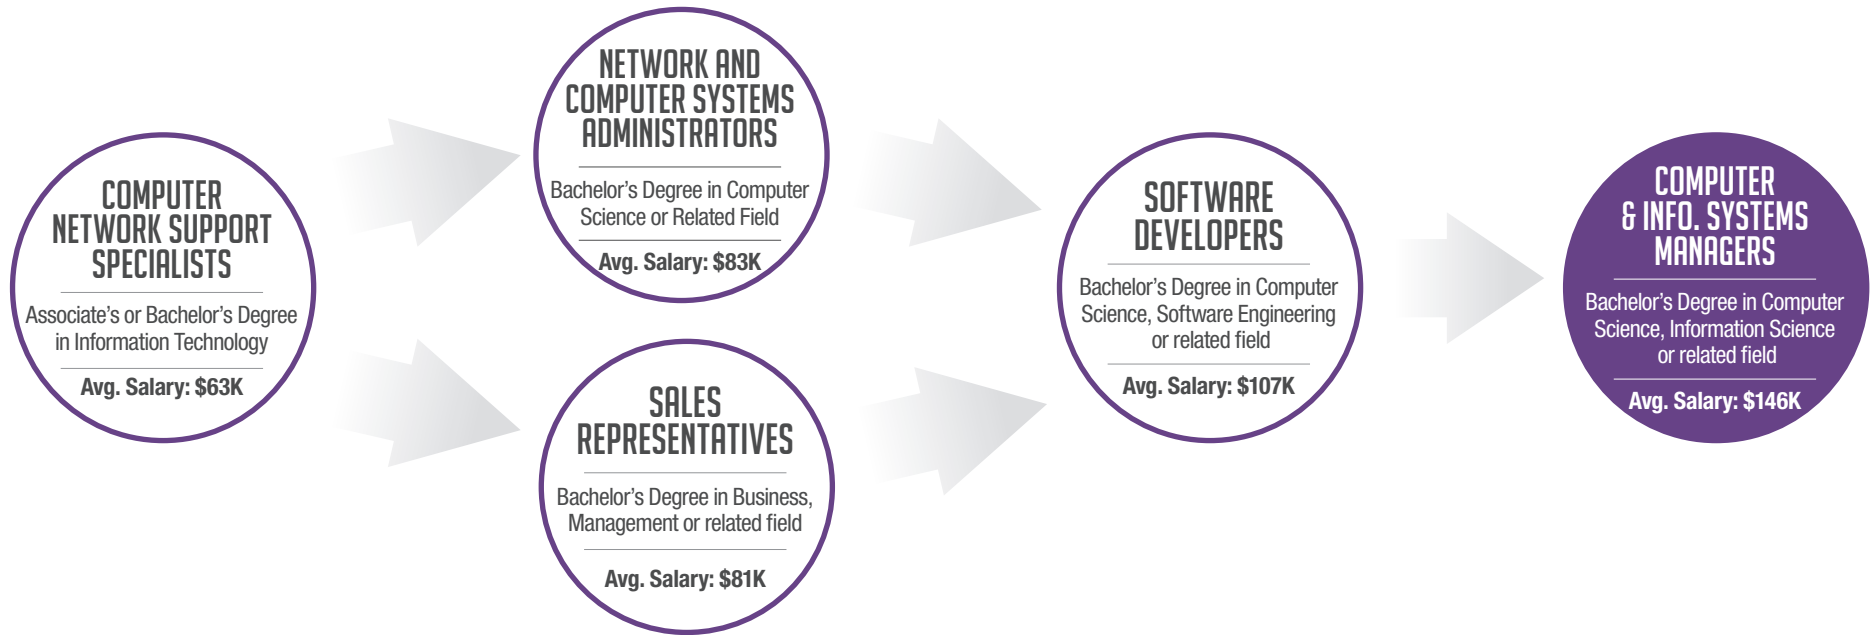 COMPUTER
NETWORK SUPPORT
SPECIALISTS
Associate’s or Bachelor’s Degree
in Information Technology
Avg. Salary: $63K
NETWORK AND
COMPUTER SYSTEMS
ADMINISTRATORS
Bachelor’s Degree in Computer
Science or Related Field
Avg. Salary: $83K
SALES
REPRESENTATIVES
Bachelor’s Degree in Business,
Management or related field
Avg. Salary: $81K
SOFTWARE
DEVELOPERS
Bachelor’s Degree in Computer
Science, Software Engineering
or related field
Avg. Salary: $107K
COMPUTER
& INFO. SYSTEMS
MANAGERS
Bachelor’s Degree in Computer
Science, Information Science
or related field
Avg. Salary: $146K